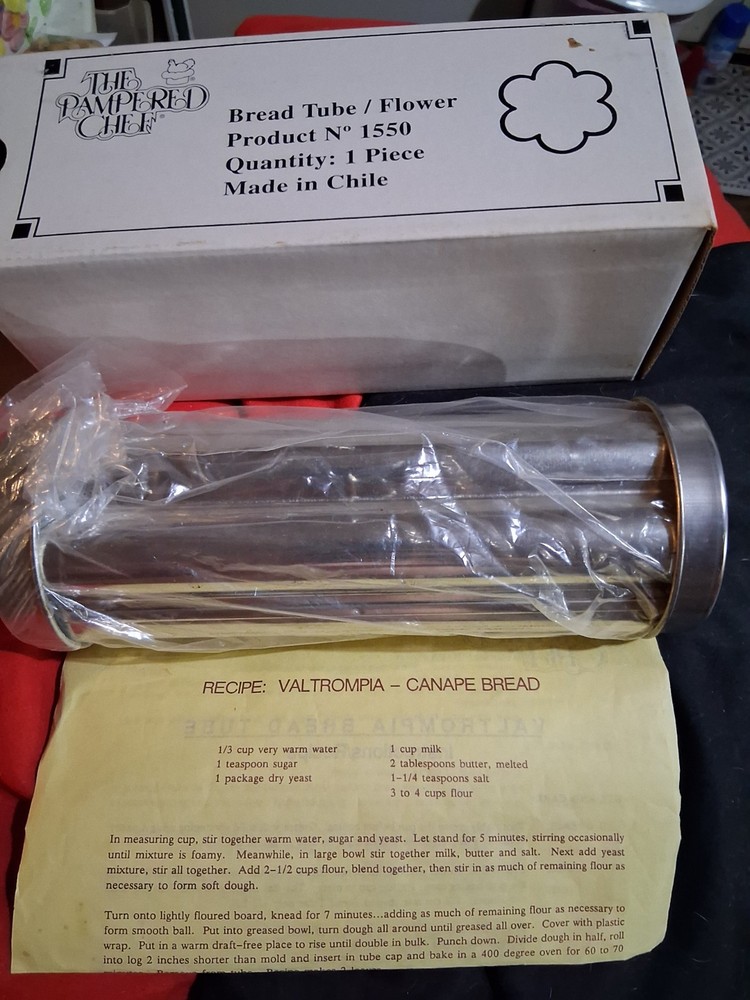 THE
PAMPERED
CHEF®
Bread Tube / Flower
Product Nº 1550
Quantity: 1 Piece
Made in Chile
RECIPE: VALTROMPIA – CANAPE BREAD
1/3 cup very warm water
1 teaspoon sugar
1 package dry yeast
1 cup milk
2 tablespoons butter, melted
1-1/4 teaspoons salt
3 to 4 cups flour
In measuring cup, stir together warm water, sugar and yeast. Let stand for 5 minutes, stirring occasionally
until mixture is foamy. Meanwhile, in large bowl stir together milk, butter and salt. Next add yeast
mixture, stir all together. Add 2-1/2 cups flour, blend together, then stir in as much of remaining flour as
necessary to form soft dough.
Turn onto lightly floured board, knead for 7 minutes...adding as much of remaining flour as necessary to
form smooth ball. Put into greased bowl, turn dough all around until greased all over. Cover with plastic
wrap. Put in a warm draft-free place to rise until double in bulk. Punch down. Divide dough in half, roll
into log 2 inches shorter than mold and insert in tube cap and bake in a 400 degree oven for 60 to 70
VALTROMPIA BREAD TUBE